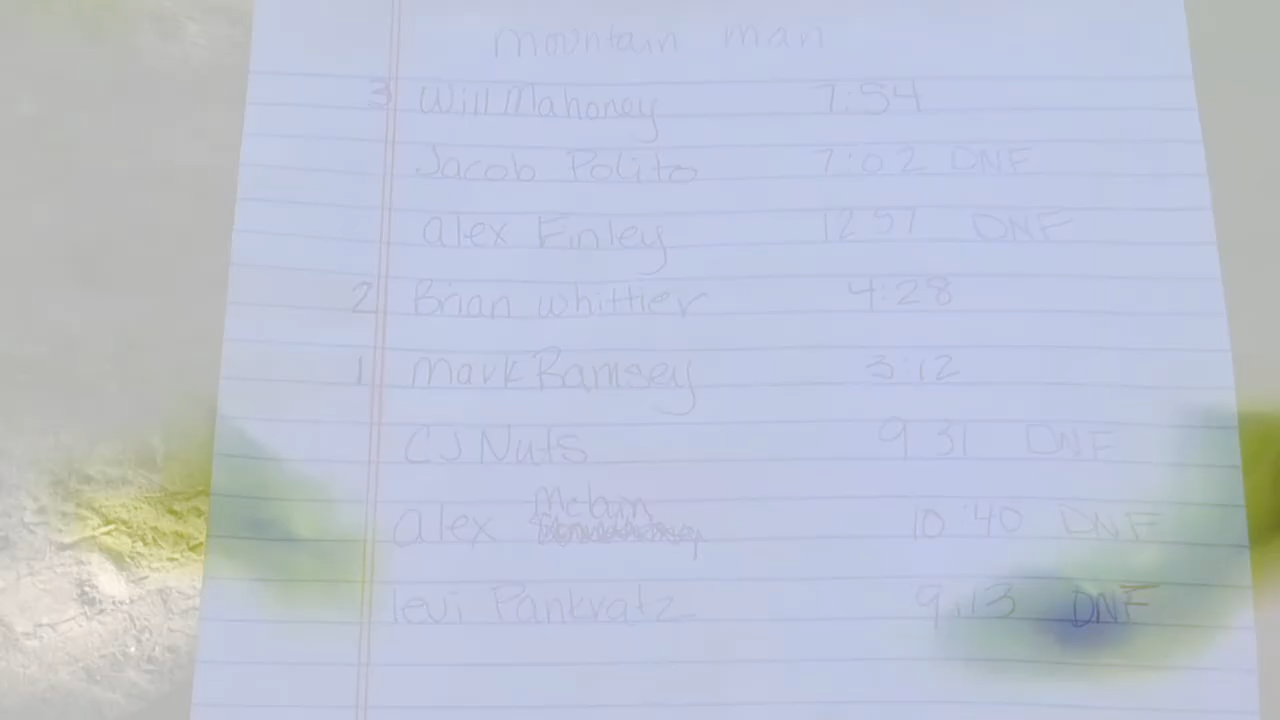 mountain man
3 Will Mahoney 7:54
Jacob Polito 7:02 DNF
alex Finley 12 57 DNF
2 Brian Whittier 4:28
1 Mark Ramsey 3:12
CJ Nuts 9 31 DNF
alex 10:40 DNF
levi Pankratz 9:13 DNF